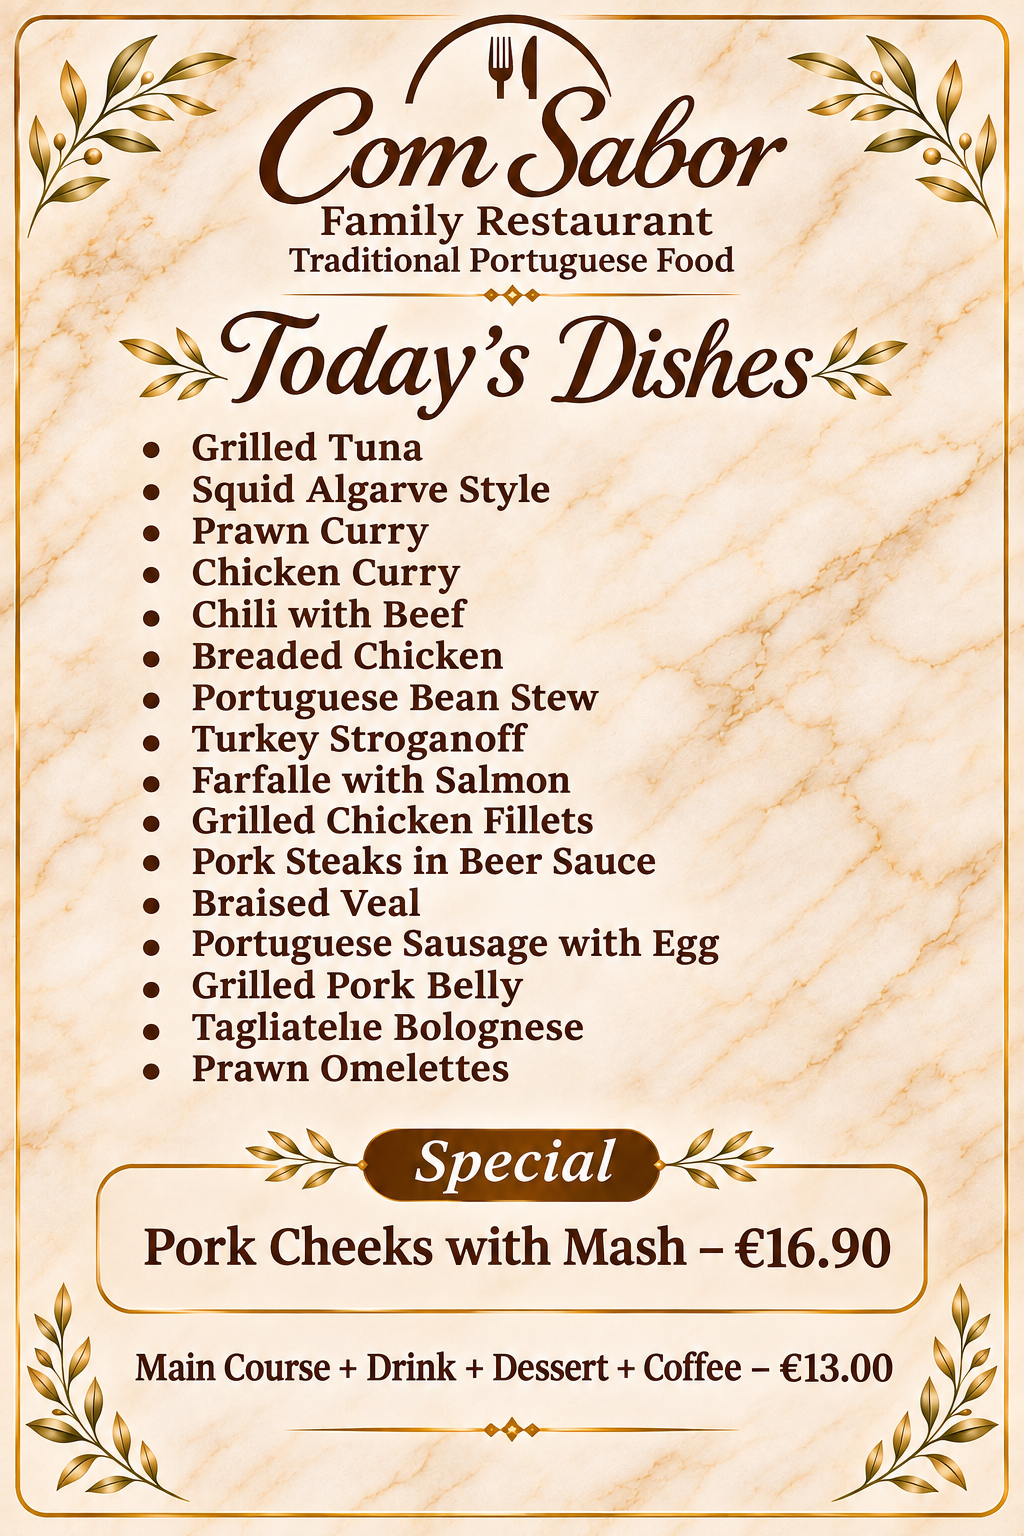 Com Sabor
Family Restaurant
Traditional Portuguese Food
Today's Dishes
• Grilled Tuna
• Squid Algarve Style
• Prawn Curry
• Chicken Curry
• Chili with Beef
• Breaded Chicken
• Portuguese Bean Stew
• Turkey Stroganoff
• Farfalle with Salmon
• Grilled Chicken Fillets
• Pork Steaks in Beer Sauce
• Braised Veal
• Portuguese Sausage with Egg
• Grilled Pork Belly
• Tagliatelıe Bolognese
• Prawn Omelettes
Special
Pork Cheeks with Mash – €16.90
Main Course + Drink + Dessert + Coffee – €13.00